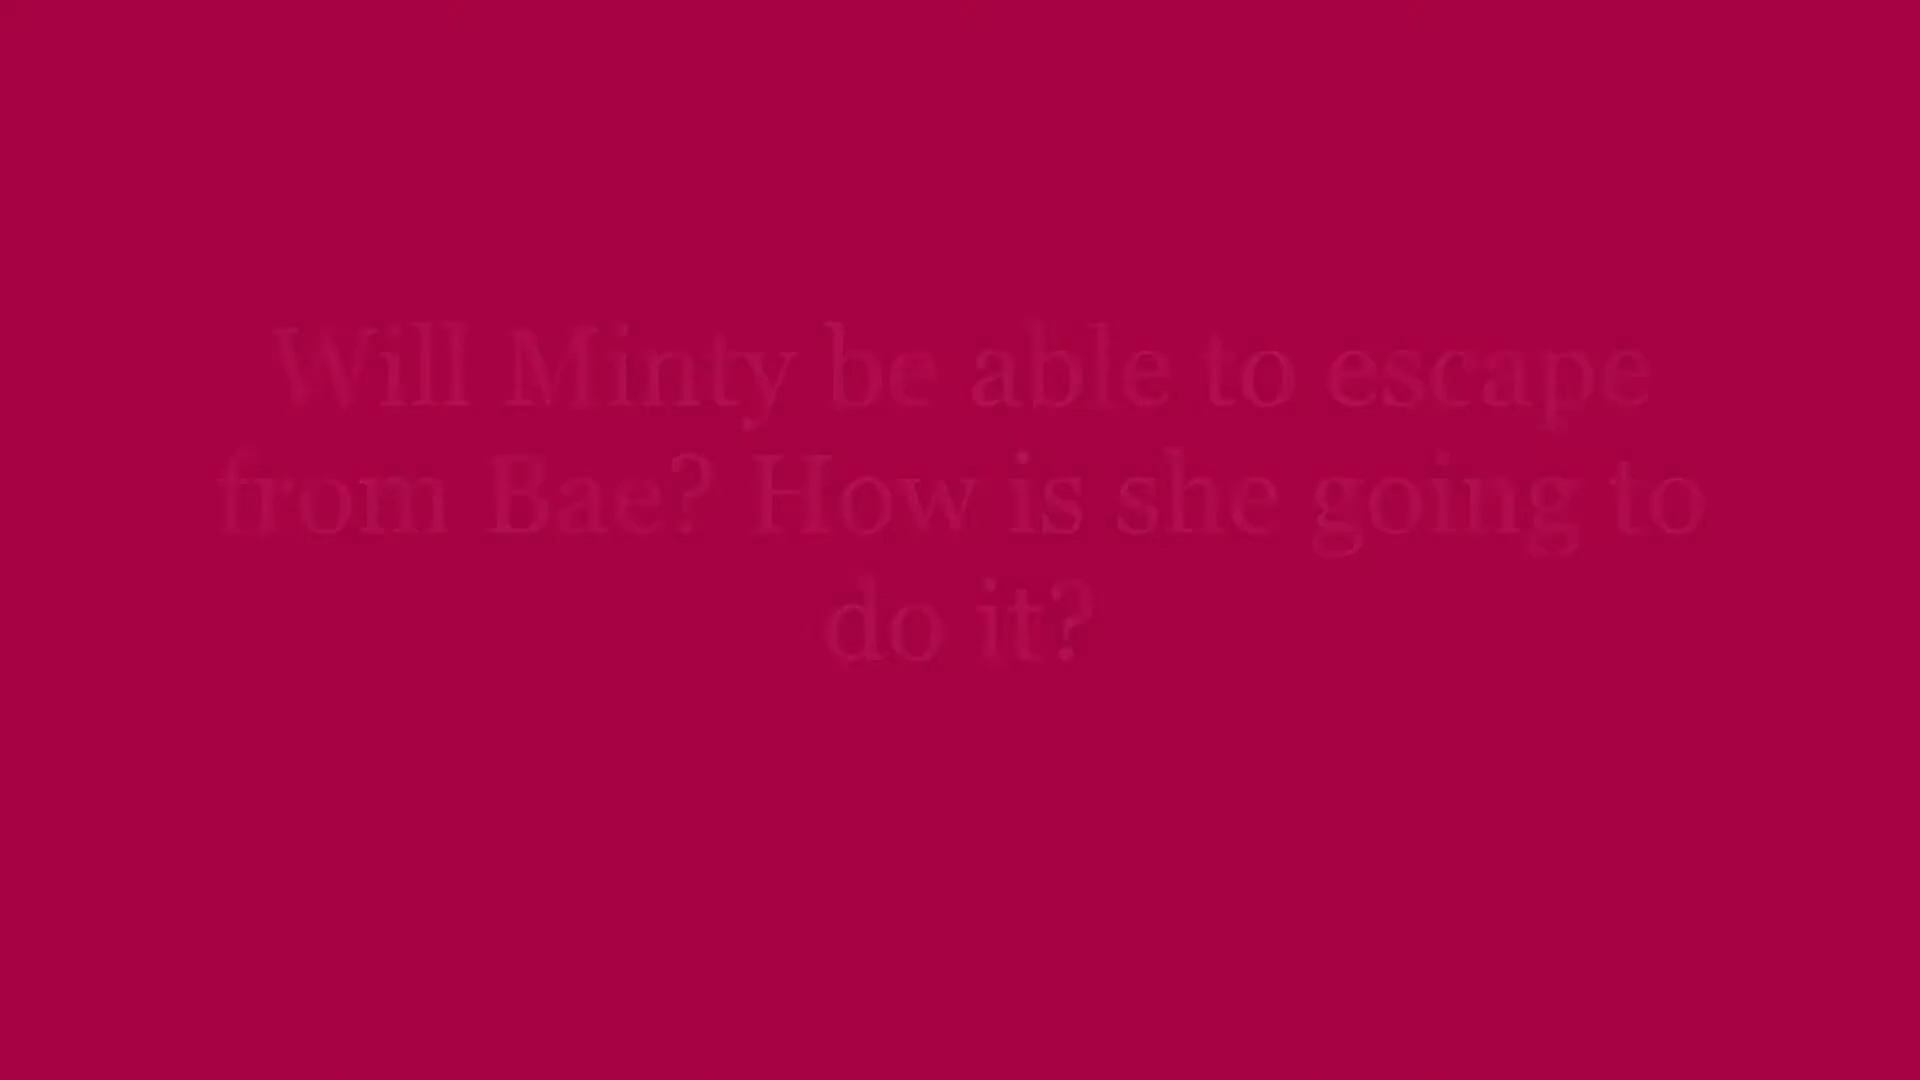 Will Minty be able to escape
from Bae? How is she going to
do it?